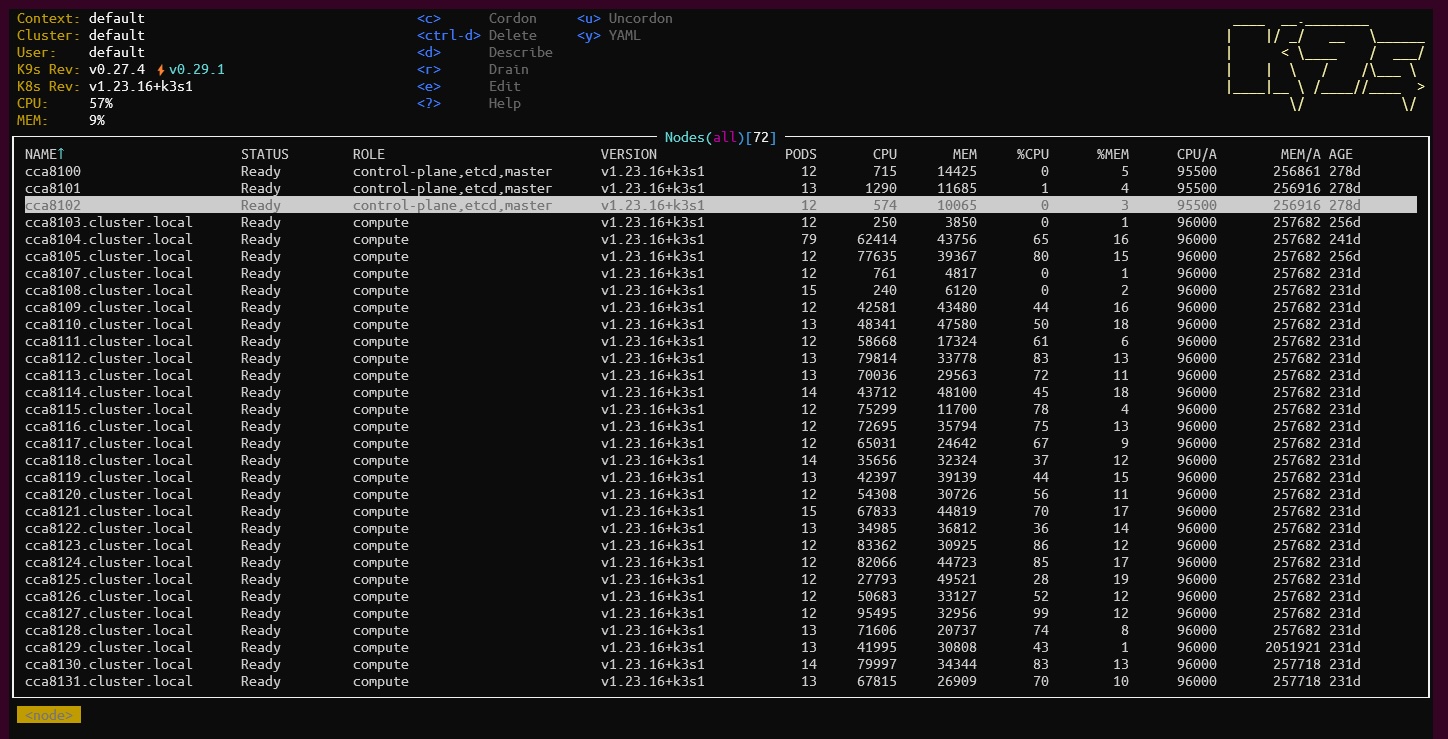 Context: default <c> Cordon <u> Uncordon
Cluster: default <ctrl-d> Delete <y> YAML
User: default <d> Describe
K9s Rev: v0.27.4 ⚡v0.29.1 <r> Drain
K8s Rev: v1.23.16+k3s1 <e> Edit
CPU: 57% <?> Help
MEM: 9%
Nodes(all)[72]
NAME↑ STATUS ROLE VERSION PODS CPU MEM %CPU %MEM CPU/A MEM/A AGE
cca8100 Ready control-plane,etcd,master v1.23.16+k3s1 12 715 14425 0 5 95500 256861 278d
cca8101 Ready control-plane,etcd,master v1.23.16+k3s1 13 1290 11685 1 4 95500 256916 278d
cca8102 Ready control-plane,etcd,master v1.23.16+k3s1 12 574 10065 0 3 95500 256916 278d
cca8103.cluster.local Ready compute v1.23.16+k3s1 12 250 3850 0 1 96000 257682 256d
cca8104.cluster.local Ready compute v1.23.16+k3s1 79 62414 43756 65 16 96000 257682 241d
cca8105.cluster.local Ready compute v1.23.16+k3s1 12 77635 39367 80 15 96000 257682 256d
cca8107.cluster.local Ready compute v1.23.16+k3s1 12 761 4817 0 1 96000 257682 231d
cca8108.cluster.local Ready compute v1.23.16+k3s1 15 240 6120 0 2 96000 257682 231d
cca8109.cluster.local Ready compute v1.23.16+k3s1 12 42581 43480 44 16 96000 257682 231d
cca8110.cluster.local Ready compute v1.23.16+k3s1 13 48341 47580 50 18 96000 257682 231d
cca8111.cluster.local Ready compute v1.23.16+k3s1 12 58668 17324 61 6 96000 257682 231d
cca8112.cluster.local Ready compute v1.23.16+k3s1 13 79814 33778 83 13 96000 257682 231d
cca8113.cluster.local Ready compute v1.23.16+k3s1 13 70036 29563 72 11 96000 257682 231d
cca8114.cluster.local Ready compute v1.23.16+k3s1 14 43712 48100 45 18 96000 257682 231d
cca8115.cluster.local Ready compute v1.23.16+k3s1 12 75299 11700 78 4 96000 257682 231d
cca8116.cluster.local Ready compute v1.23.16+k3s1 12 72695 35794 75 13 96000 257682 231d
cca8117.cluster.local Ready compute v1.23.16+k3s1 12 65031 24642 67 9 96000 257682 231d
cca8118.cluster.local Ready compute v1.23.16+k3s1 14 35656 32324 37 12 96000 257682 231d
cca8119.cluster.local Ready compute v1.23.16+k3s1 13 42397 39139 44 15 96000 257682 231d
cca8120.cluster.local Ready compute v1.23.16+k3s1 12 54308 30726 56 11 96000 257682 231d
cca8121.cluster.local Ready compute v1.23.16+k3s1 15 67833 44819 70 17 96000 257682 231d
cca8122.cluster.local Ready compute v1.23.16+k3s1 13 34985 36812 36 14 96000 257682 231d
cca8123.cluster.local Ready compute v1.23.16+k3s1 12 83362 30925 86 12 96000 257682 231d
cca8124.cluster.local Ready compute v1.23.16+k3s1 12 82066 44723 85 17 96000 257682 231d
cca8125.cluster.local Ready compute v1.23.16+k3s1 12 27793 49521 28 19 96000 257682 231d
cca8126.cluster.local Ready compute v1.23.16+k3s1 12 50683 33127 52 12 96000 257682 231d
cca8127.cluster.local Ready compute v1.23.16+k3s1 12 95495 32956 99 12 96000 257682 231d
cca8128.cluster.local Ready compute v1.23.16+k3s1 13 71606 20737 74 8 96000 257682 231d
cca8129.cluster.local Ready compute v1.23.16+k3s1 13 41995 30808 43 1 96000 2051921 231d
cca8130.cluster.local Ready compute v1.23.16+k3s1 14 79997 34344 83 13 96000 257718 231d
cca8131.cluster.local Ready compute v1.23.16+k3s1 13 67815 26909 70 10 96000 257718 231d
<node>